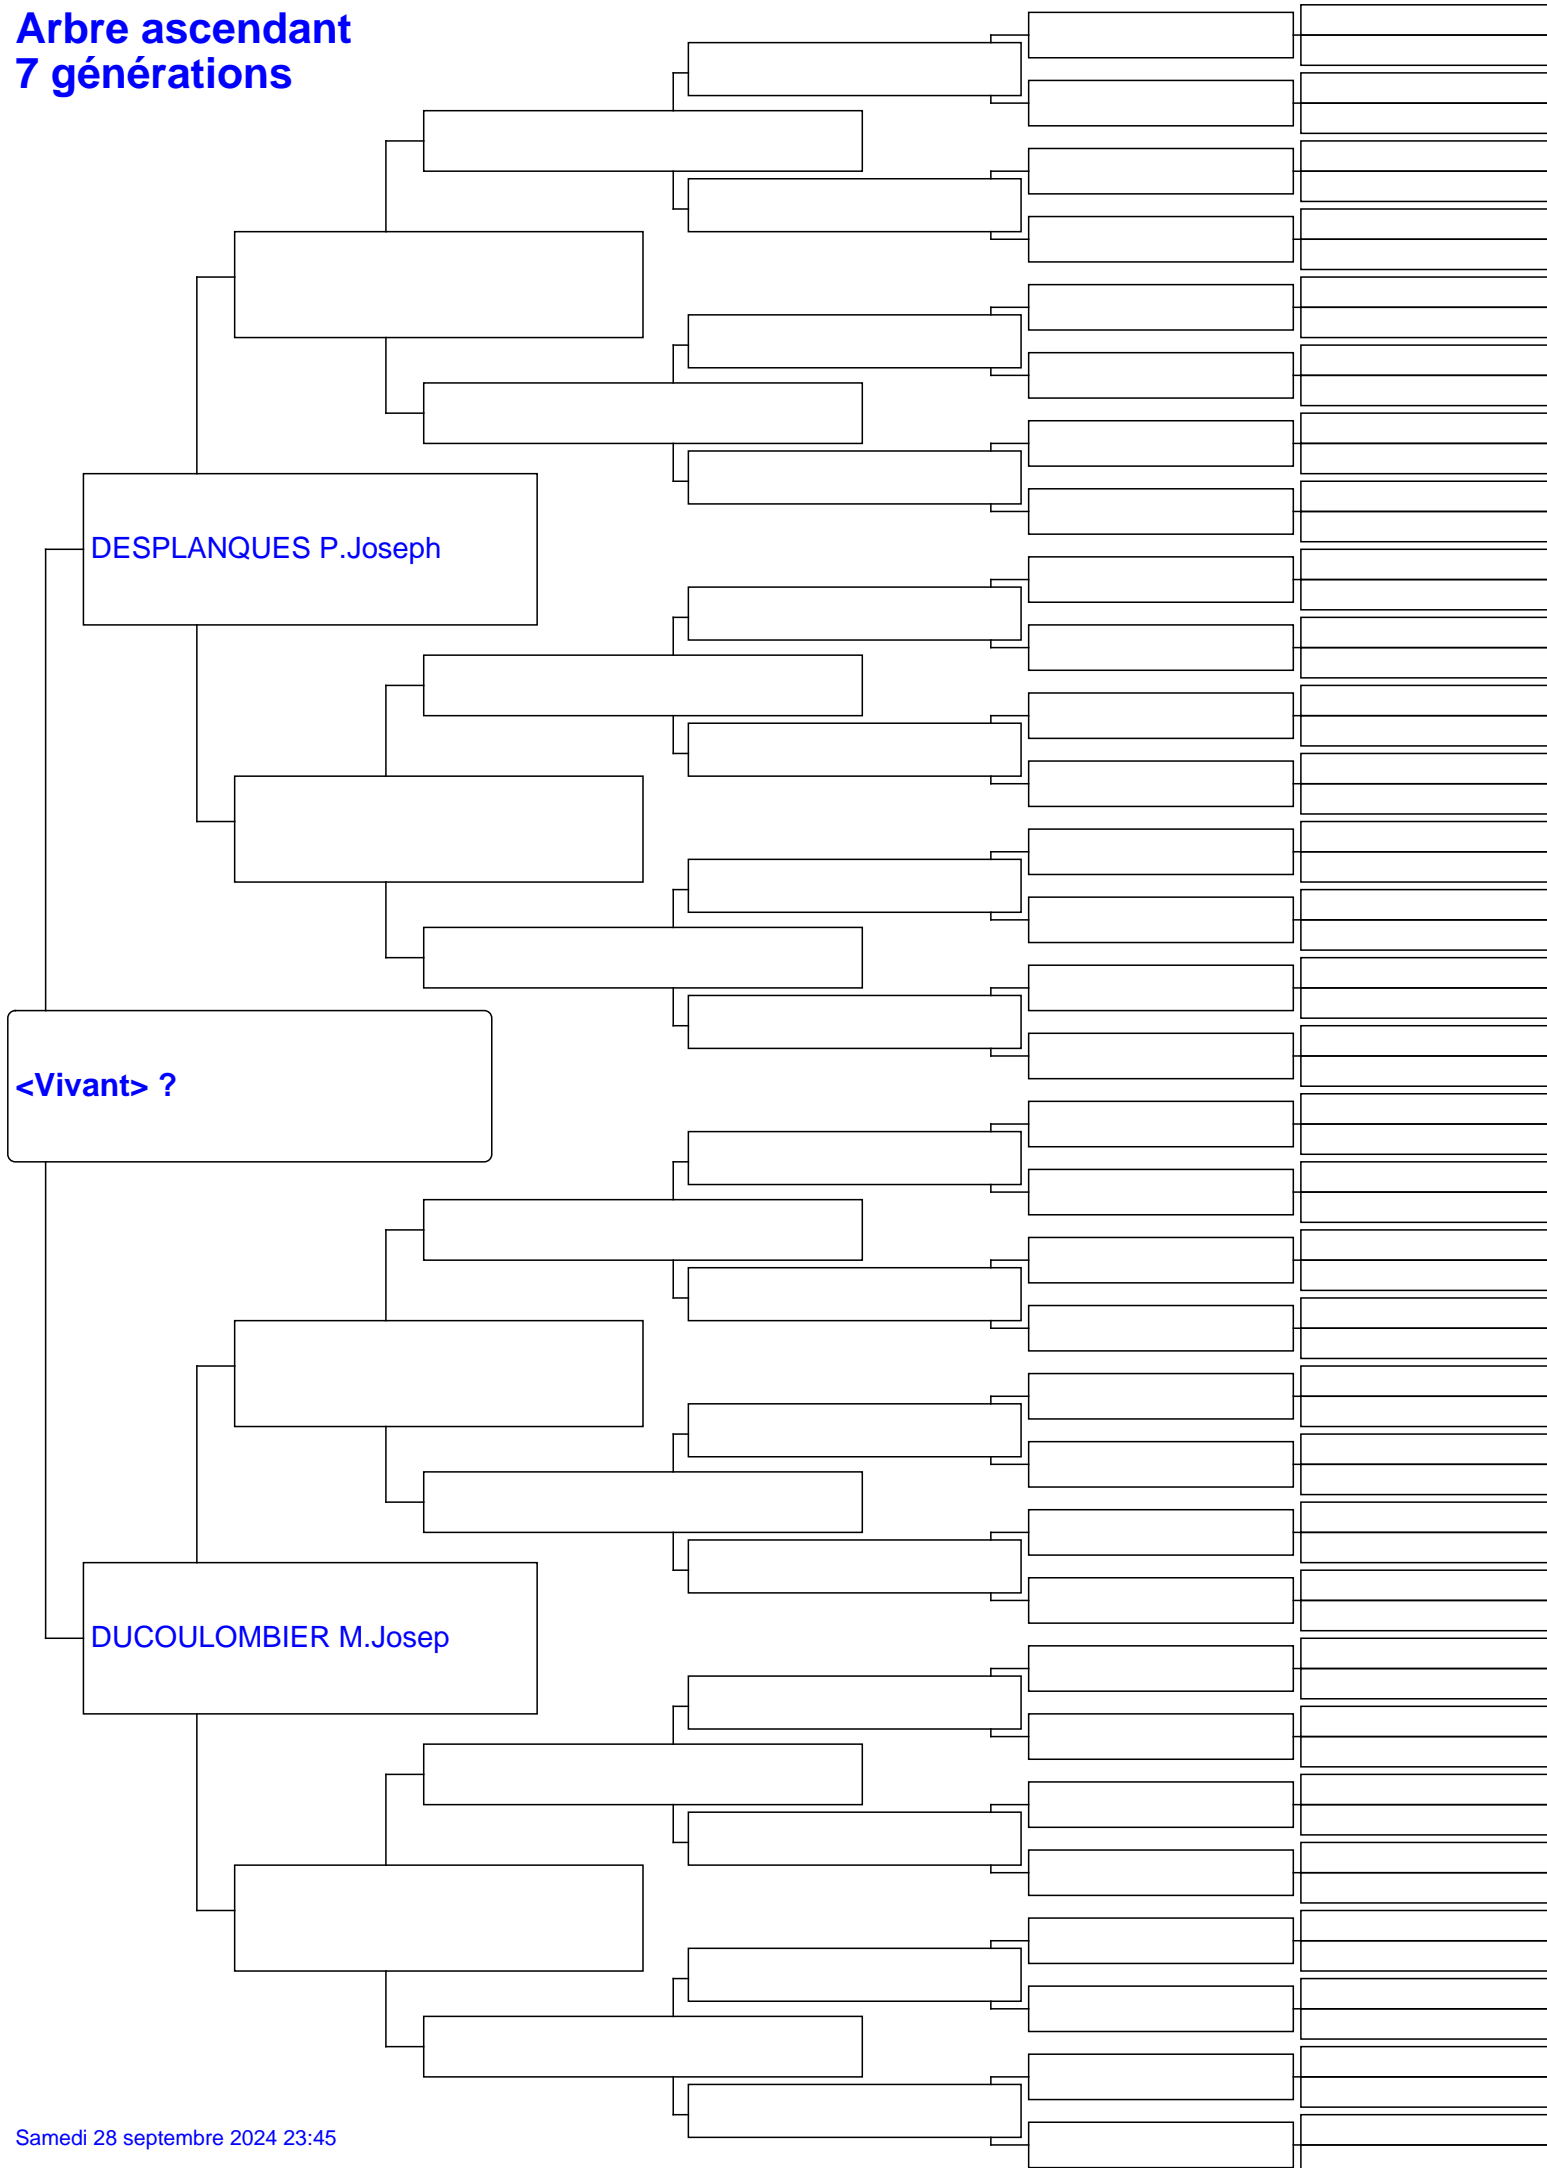 Arbre ascendant
7 générations
DESPLANQUES P.Joseph
<Vivant> ?
DUCOULOMBIER M.Josep
Samedi 28 septembre 2024 23:45